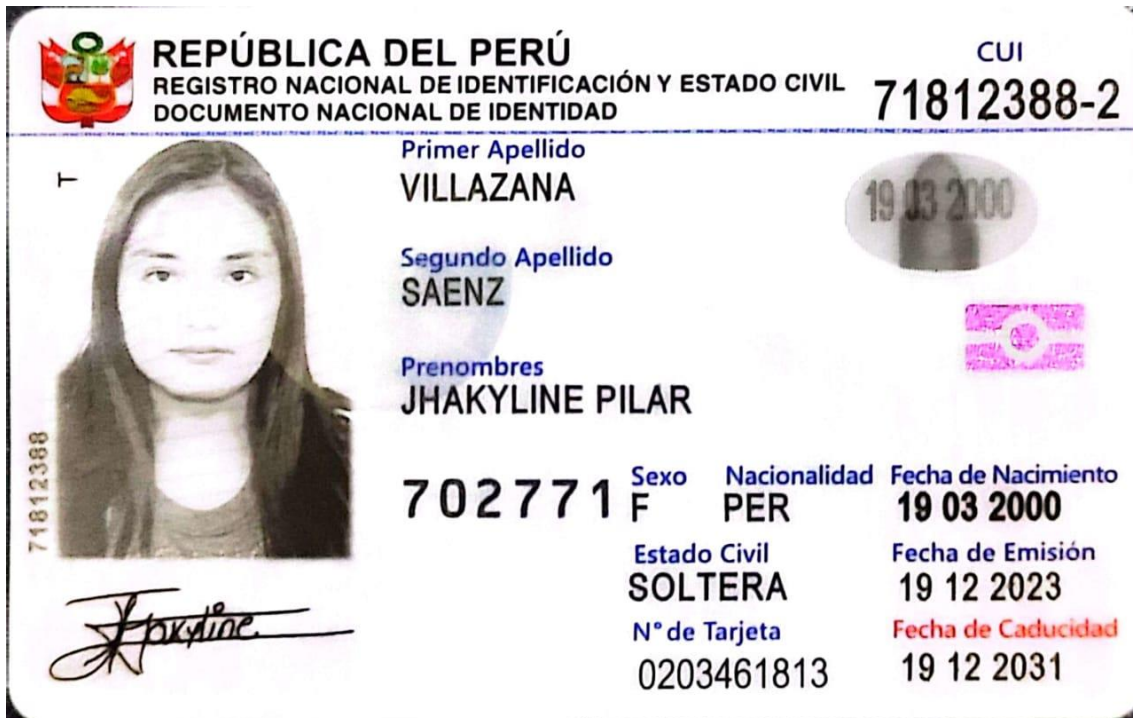 REPÚBLICA DEL PERÚ
REGISTRO NACIONAL DE IDENTIFICACIÓN Y ESTADO CIVIL
DOCUMENTO NACIONAL DE IDENTIDAD
CUI
71812388-2
T
Primer Apellido
VILLAZANA
19 03 2000
Segundo Apellido
SAENZ
Prenombres
JHAKYLINE PILAR
71812388
702771
Sexo Nacionalidad Fecha de Nacimiento
F PER 19 03 2000
Estado Civil Fecha de Emisión
SOLTERA 19 12 2023
N° de Tarjeta Fecha de Caducidad
0203461813 19 12 2031
Jhakyline